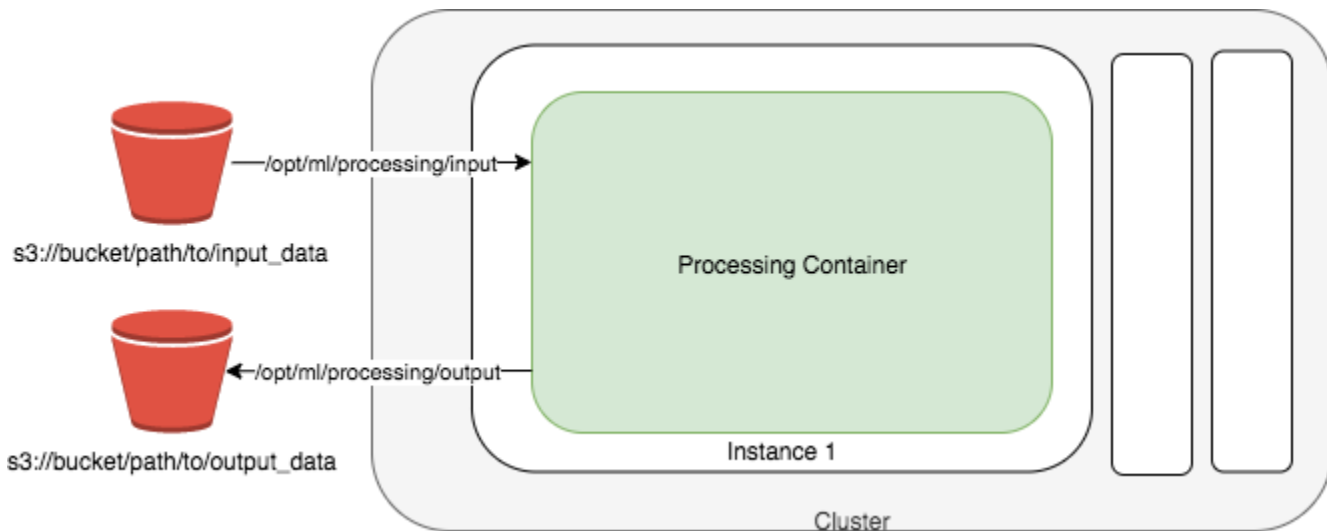 /opt/ml/processing/input
s3://bucket/path/to/input_data
Processing Container
/opt/ml/processing/output
s3://bucket/path/to/output_data
Instance 1
Cluster